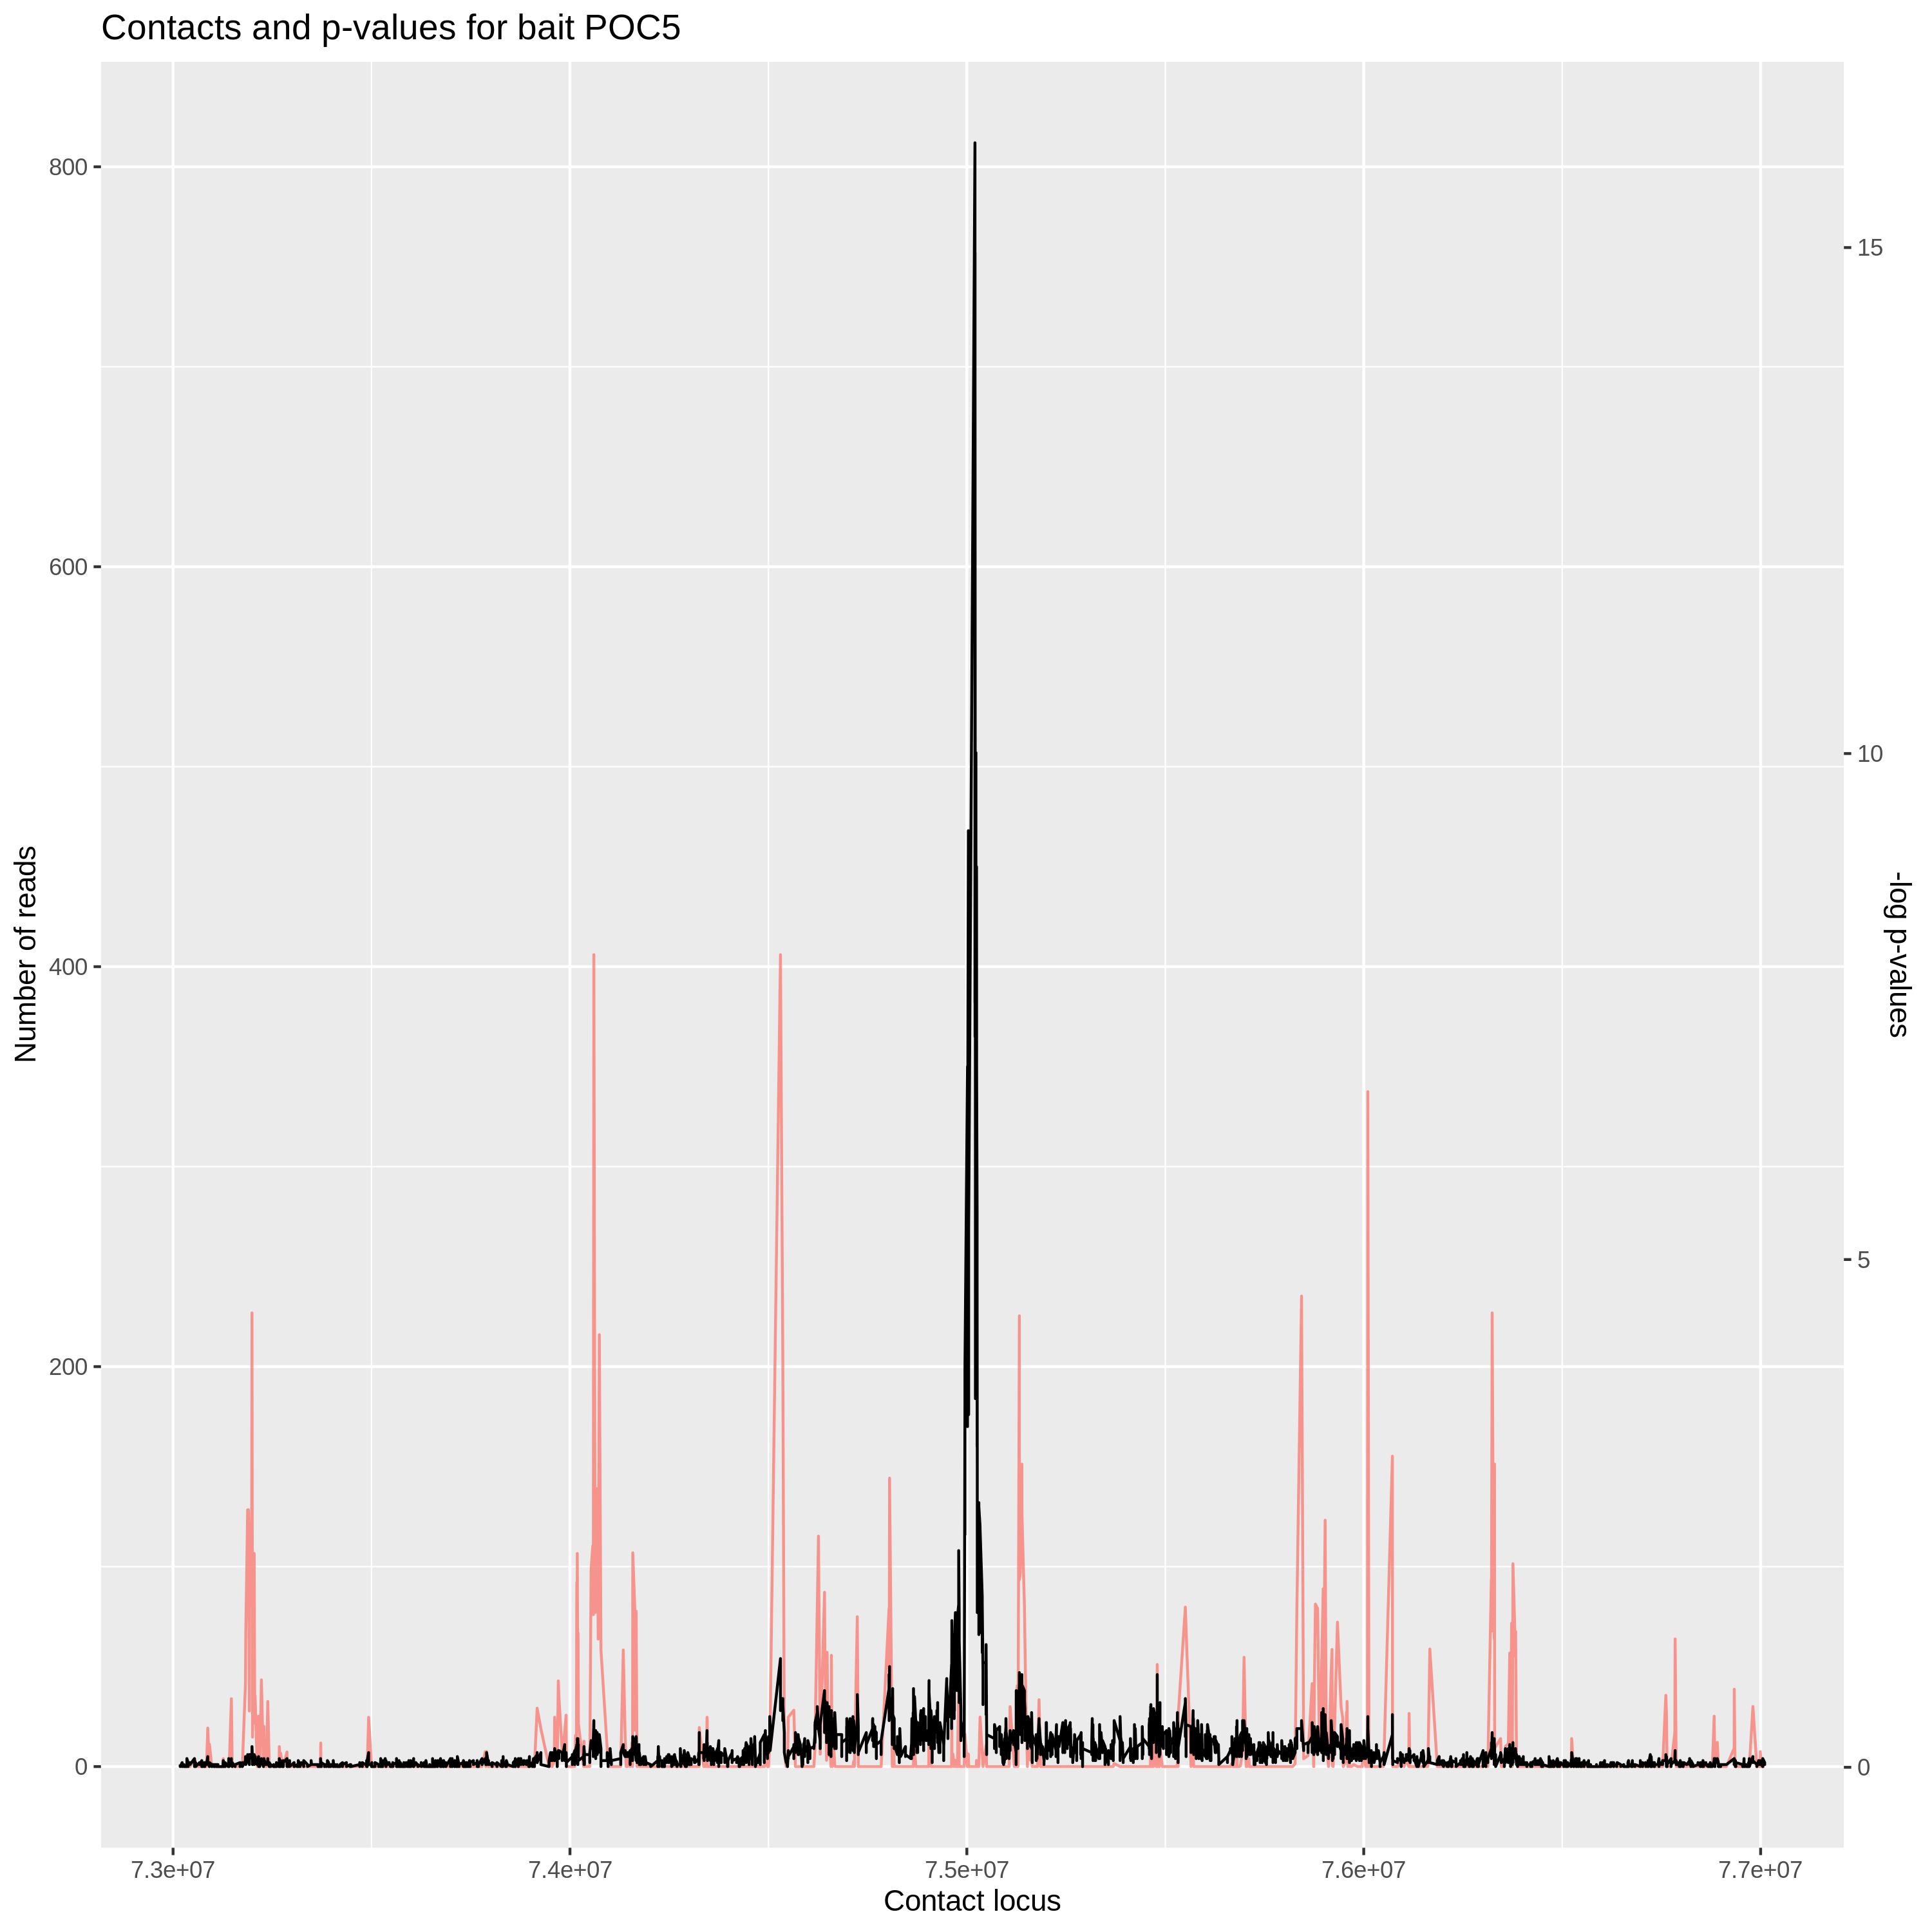 Contacts and p-values for bait POC5
800
600
400
200
0
Number of reads
15
10
5
0
-log p-values
7.3e+07 7.4e+07 7.5e+07 7.6e+07 7.7e+07
Contact locus